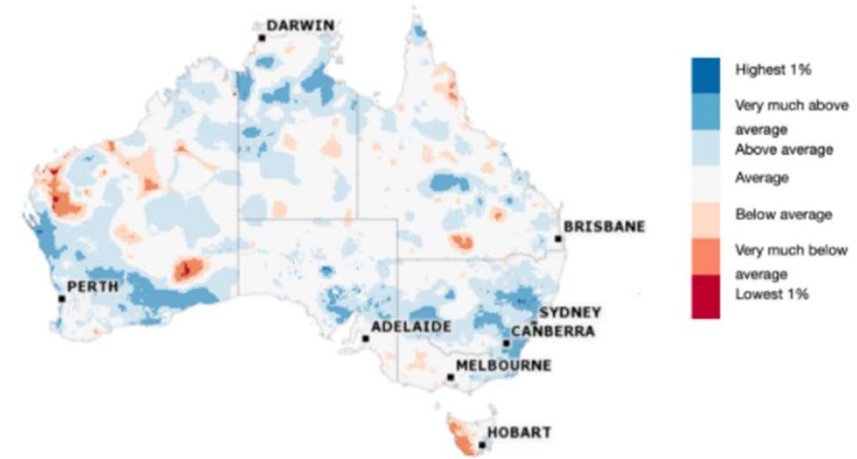 DARWIN
BRISBANE
PERTH
SYDNEY
ADELAIDE
CANBERRA
MELBOURNE
HOBART
Highest 1%
Very much above
average
Above average
Average
Below average
Very much below
average
Lowest 1%